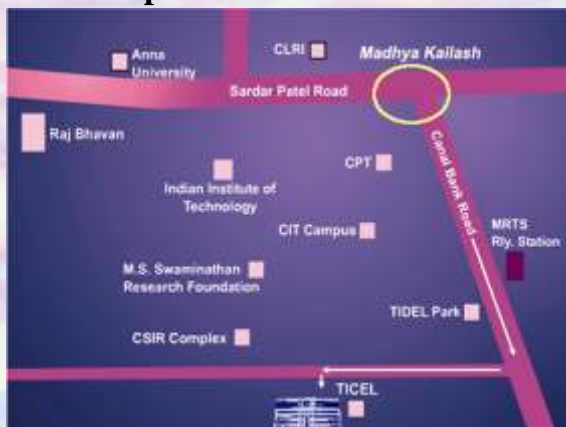 Anna
University
CLRI
Madhya Kailash
Sardar Patel Road
Raj Bhavan
CPT
Indian Institute of
Technology
Canal Bank Road
CIT Campus
MRTS
Rly. Station
M.S. Swaminathan
Research Foundation
TIDEL Park
CSIR Complex
TICEL